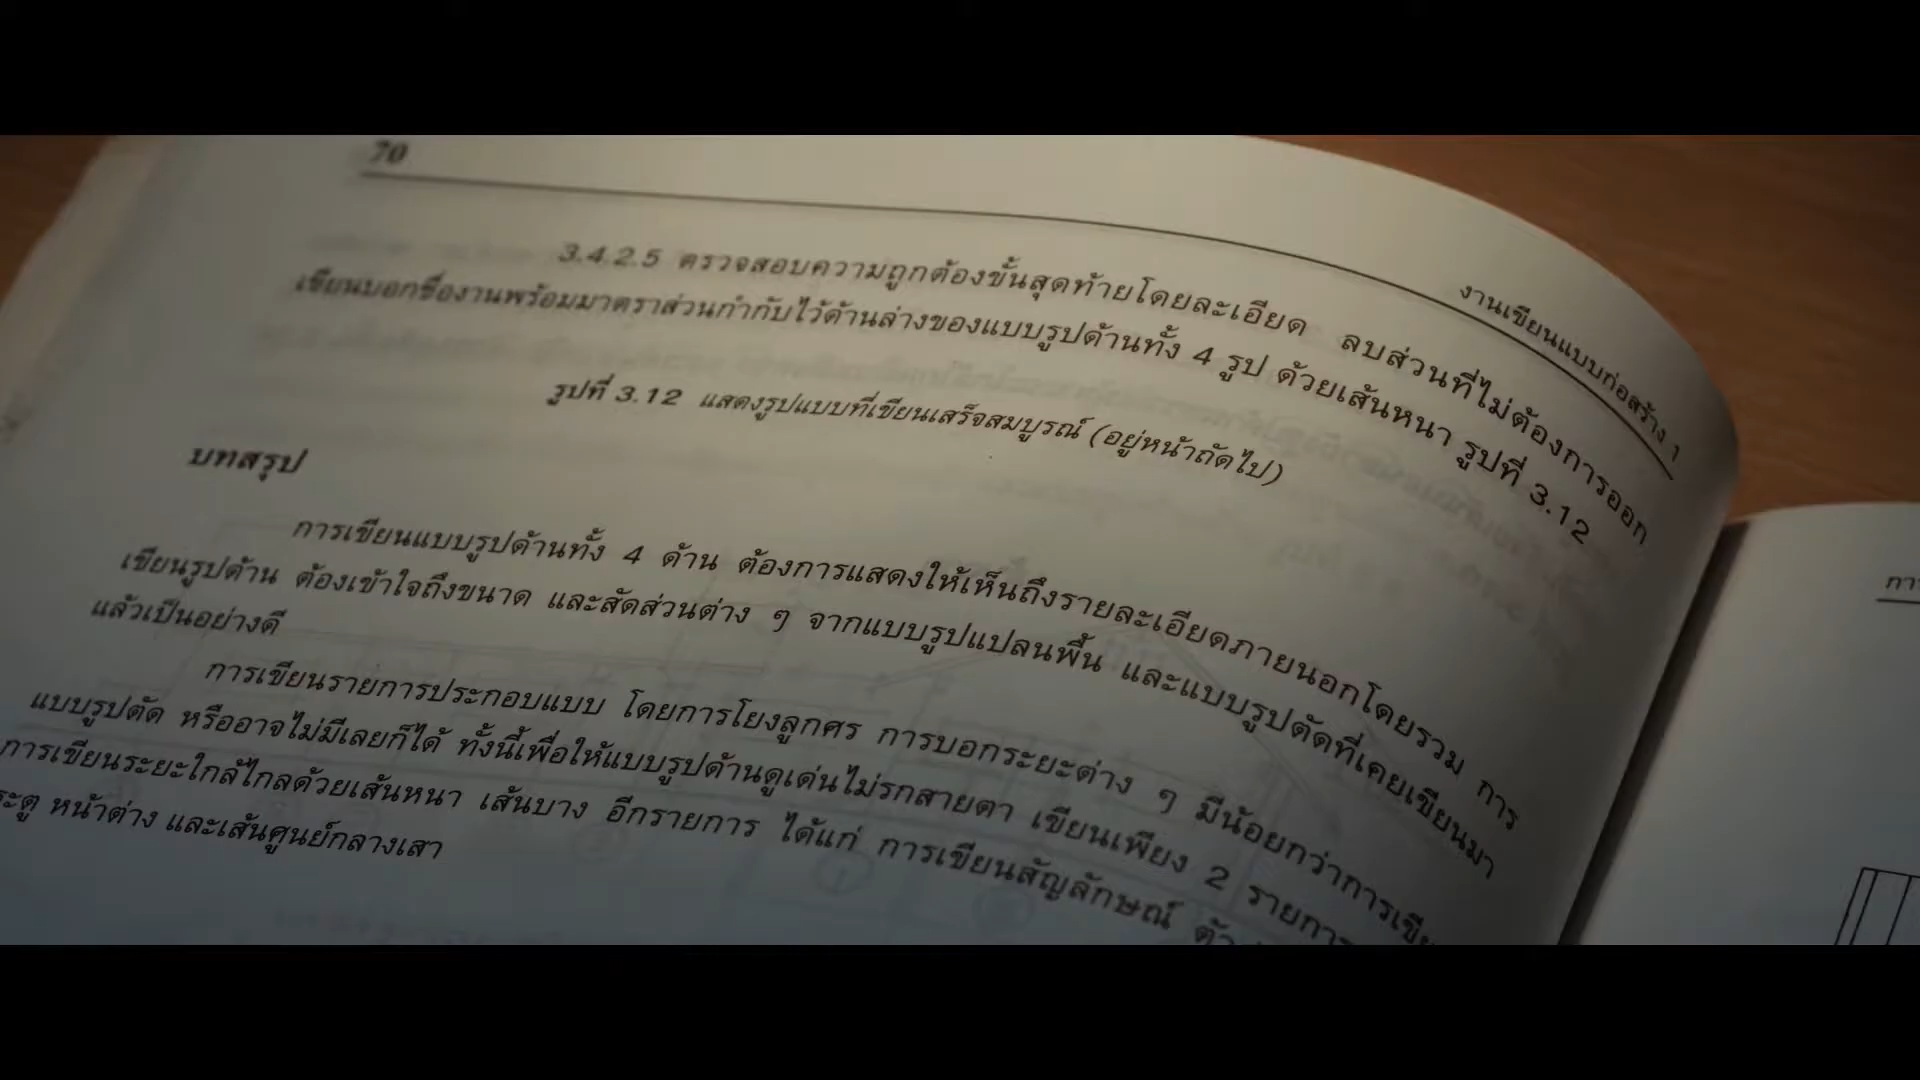 70
งานเขียนแบบก่อสร้าง 1
3.4.2.5 ตรวจสอบความถูกต้องขั้นสุดท้ายโดยละเอียด ลบส่วนที่ไม่ต้องการออก
เขียนบอกชื่องานพร้อมมาตราส่วนกำกับไว้ด้านล่างของแบบรูปด้านทั้ง 4 รูป ด้วยเส้นหนา รูปที่ 3.12
รูปที่ 3.12 แสดงรูปแบบที่เขียนเสร็จสมบูรณ์ (อยู่หน้าถัดไป)
บทสรุป
การเขียนแบบรูปด้านทั้ง 4 ด้าน ต้องการแสดงให้เห็นถึงรายละเอียดภายนอกโดยรวม การ
เขียนรูปด้าน ต้องเข้าใจถึงขนาด และสัดส่วนต่าง ๆ จากแบบรูปแปลนพื้น และแบบรูปตัดที่เคยเขียนมา
แล้วเป็นอย่างดี
การเขียนรายการประกอบแบบ โดยการโยงลูกศร การบอกระยะต่าง ๆ มีน้อยกว่าการเขีย
แบบรูปตัด หรืออาจไม่มีเลยก็ได้ ทั้งนี้เพื่อให้แบบรูปด้านดูเด่นไม่รกสายตา เขียนเพียง 2 รายการ
การเขียนระยะใกล้ไกลด้วยเส้นหนา เส้นบาง อีกรายการ ได้แก่ การเขียนสัญลักษณ์ ตัว
ระตู หน้าต่าง และเส้นศูนย์กลางเสา
กา